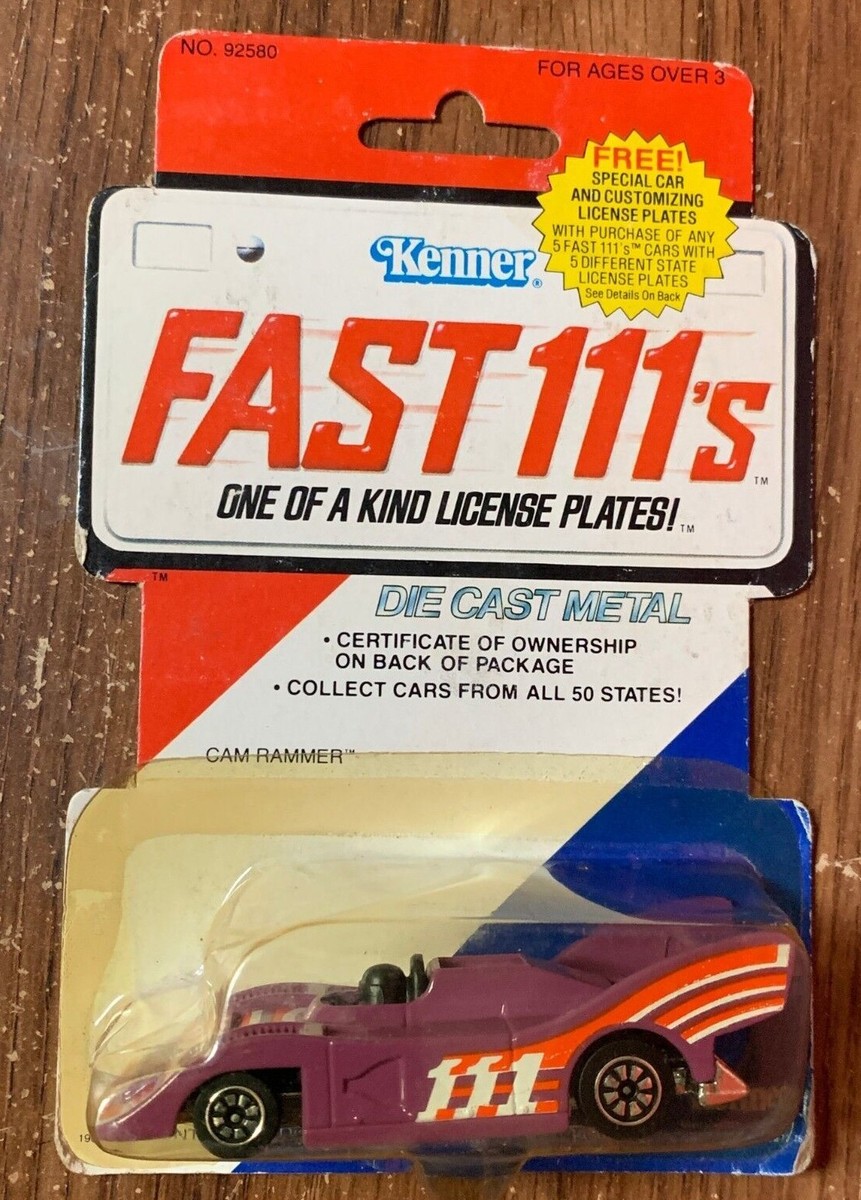 NO. 92580
FOR AGES OVER 3
FREE!
SPECIAL CAR
AND CUSTOMIZING
LICENSE PLATES
WITH PURCHASE OF ANY
5 FAST 111's™ CARS WITH
5 DIFFERENT STATE
LICENSE PLATES
See Details On Back
Kenner®
FAST 111's™
ONE OF A KIND LICENSE PLATES!™
TM
DIE CAST METAL
• CERTIFICATE OF OWNERSHIP
ON BACK OF PACKAGE
• COLLECT CARS FROM ALL 50 STATES!
CAM RAMMER™
111